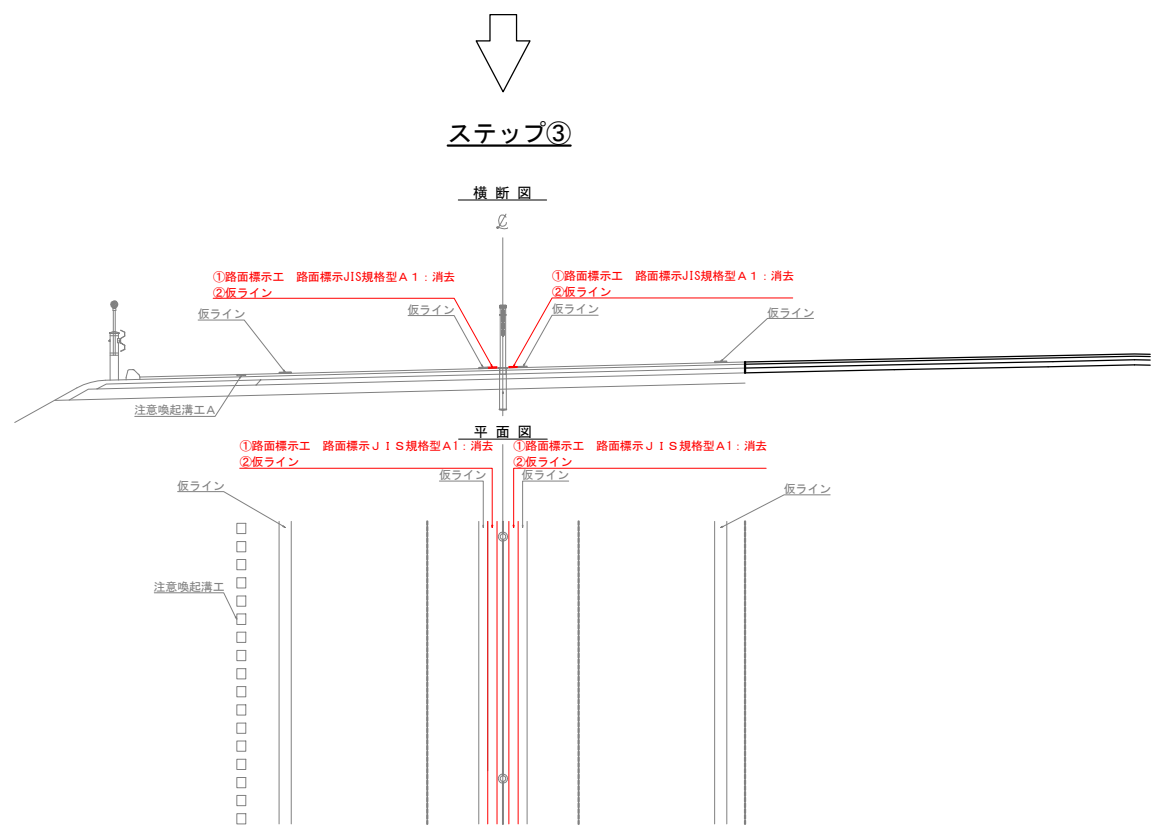 ステップ③
横断図
℄
①路面標示工　路面標示JIS規格型A１：消去
②仮ライン
①路面標示工　路面標示JIS規格型A１：消去
②仮ライン
仮ライン
仮ライン
仮ライン
仮ライン
注意喚起溝工A
平面図
①路面標示工　路面標示ＪＩＳ規格型A1：消去
②仮ライン
①路面標示工　路面標示ＪＩＳ規格型A1：消去
②仮ライン
仮ライン
仮ライン
仮ライン
仮ライン
注意喚起溝工